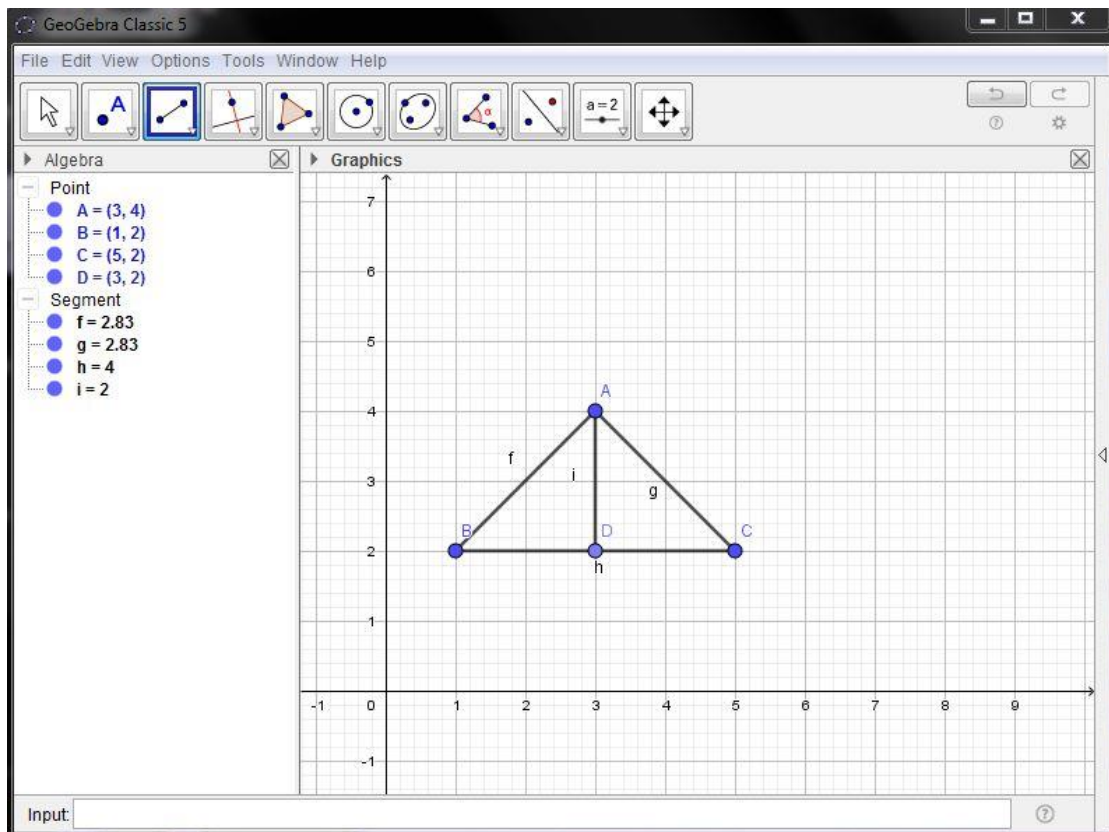 GeoGebra Classic 5
File Edit View Options Tools Window Help
A
α
a = 2
Algebra
Graphics
Point
A = (3, 4)
B = (1, 2)
C = (5, 2)
D = (3, 2)
Segment
f = 2.83
g = 2.83
h = 4
i = 2
7
6
5
4
3
2
1
-1
-1 0 1 2 3 4 5 6 7 8 9
A
f
i
g
B
D
C
h
Input: